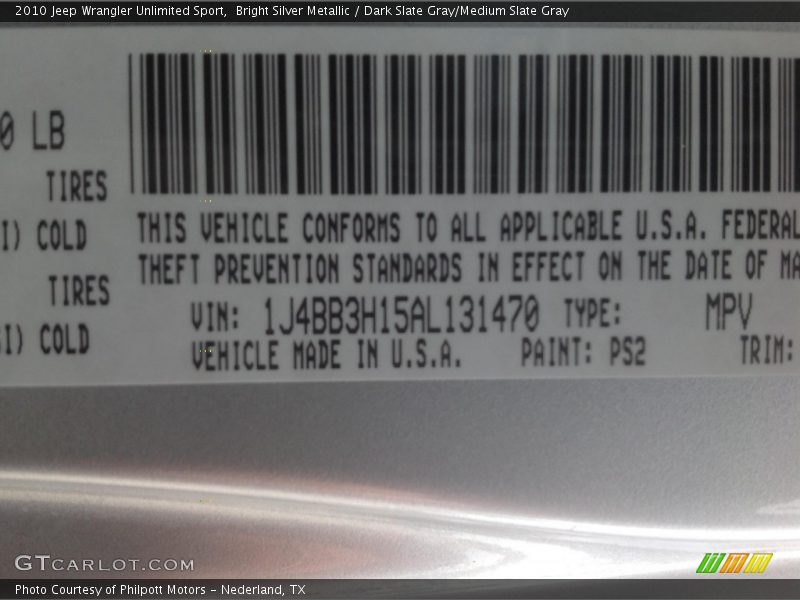 2010 Jeep Wrangler Unlimited Sport,  Bright Silver Metallic / Dark Slate Gray/Medium Slate Gray
0 LB
TIRES
I) COLD
TIRES
SI) COLD
THIS VEHICLE CONFORMS TO ALL APPLICABLE U.S.A. FEDERAL
THEFT PREVENTION STANDARDS IN EFFECT ON THE DATE OF MA
VIN: 1J4BB3H15AL131470 TYPE: MPV
VEHICLE MADE IN U.S.A. PAINT: PS2 TRIM:
GTCARLOT.COM
Photo Courtesy of Philpott Motors - Nederland, TX